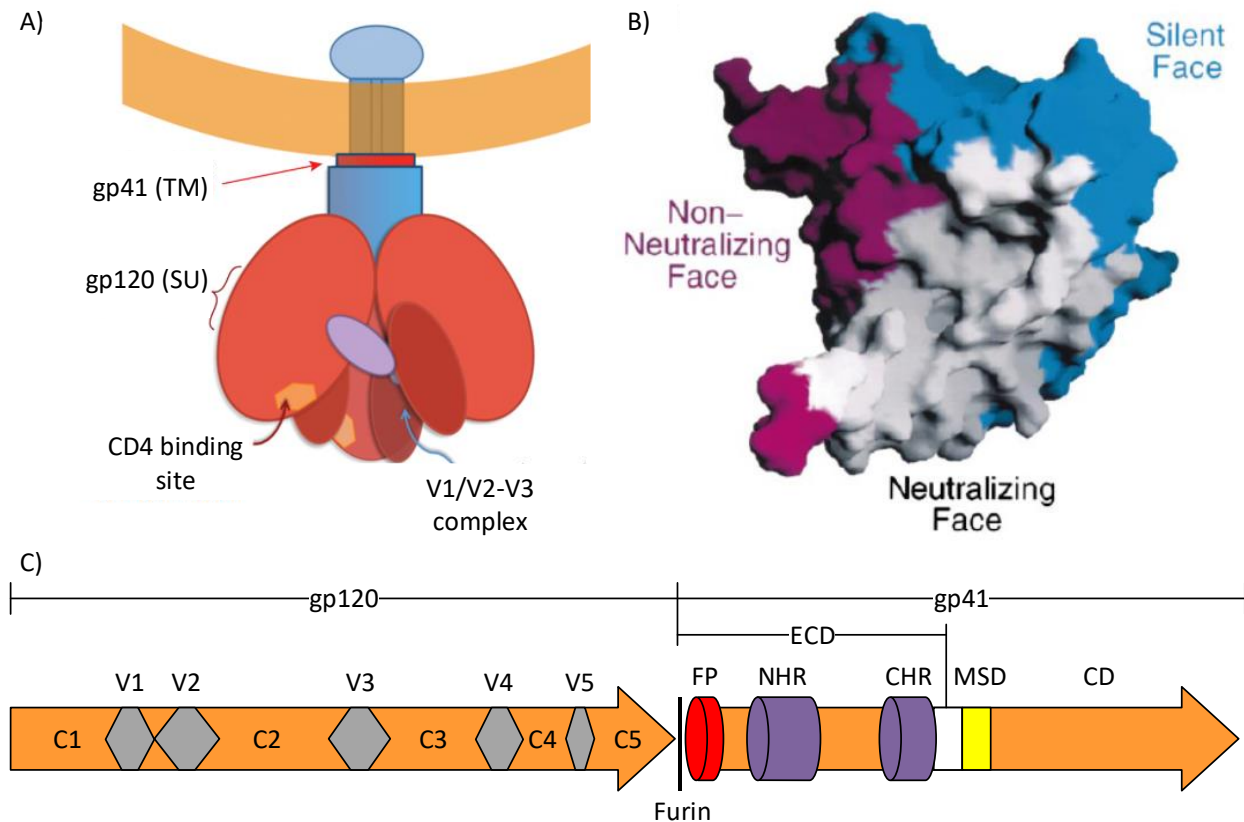 A)
gp41 (TM)
gp120 (SU)
CD4 binding
site
V1/V2-V3
complex
B)
Silent
Face
Non–
Neutralizing
Face
Neutralizing
Face
C)
gp120
gp41
ECD
V1 V2 V3 V4 V5 FP NHR CHR MSD CD
C1 C2 C3 C4 C5
Furin